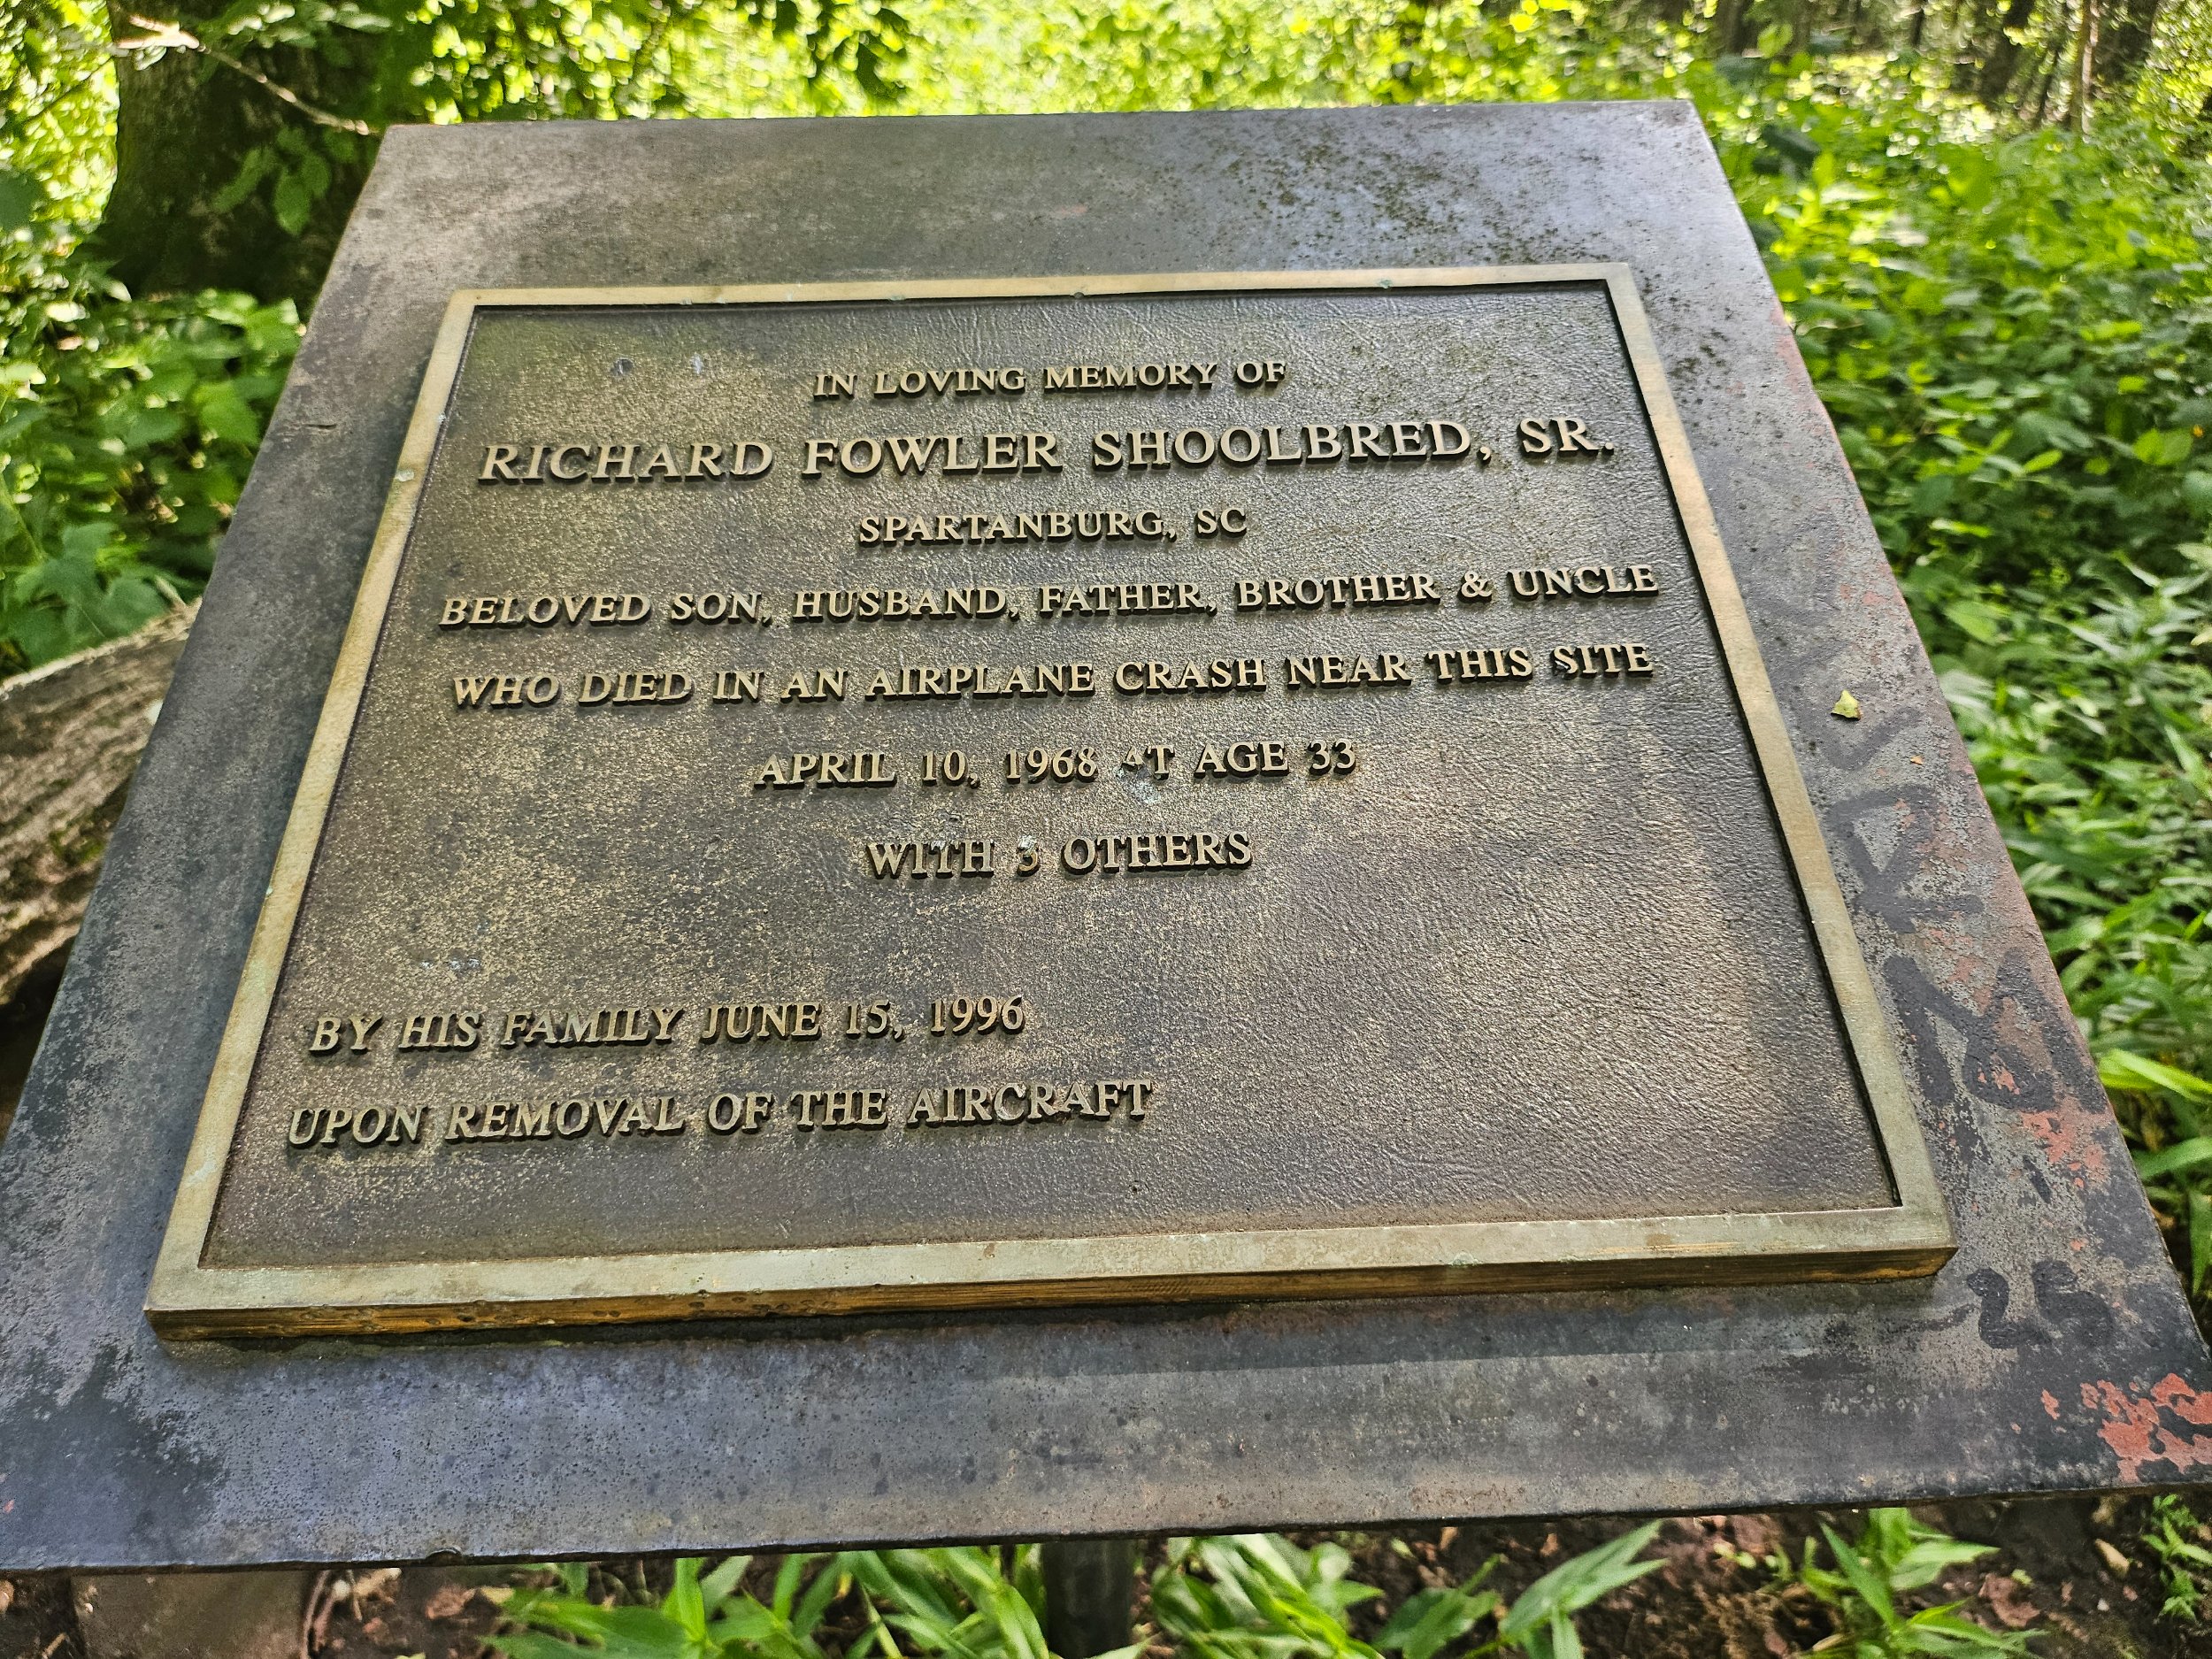 IN LOVING MEMORY OF
RICHARD FOWLER SHOOLBRED, SR.
SPARTANBURG, SC
BELOVED SON, HUSBAND, FATHER, BROTHER & UNCLE
WHO DIED IN AN AIRPLANE CRASH NEAR THIS SITE
APRIL 10, 1968 AT AGE 33
WITH 3 OTHERS
BY HIS FAMILY JUNE 15, 1996
UPON REMOVAL OF THE AIRCRAFT